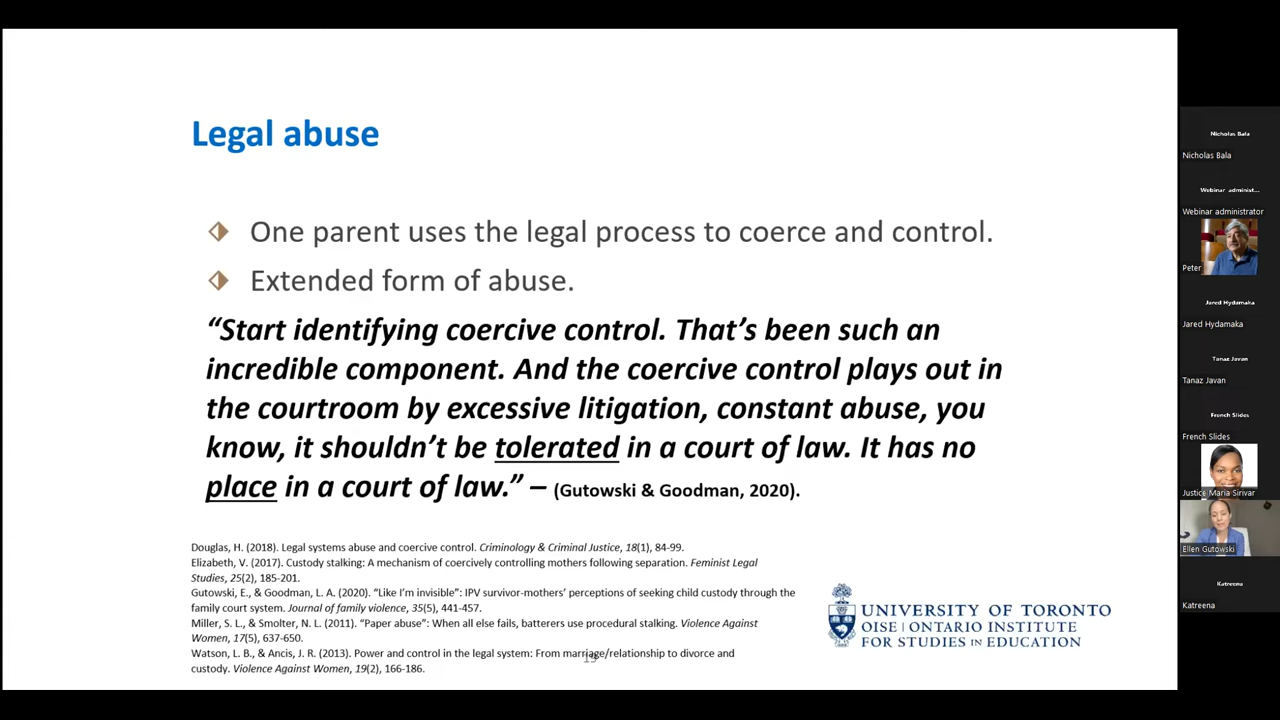 Legal abuse
One parent uses the legal process to coerce and control.
Extended form of abuse.
“Start identifying coercive control. That’s been such an
incredible component. And the coercive control plays out in
the courtroom by excessive litigation, constant abuse, you
know, it shouldn’t be tolerated in a court of law. It has no
place in a court of law.” – (Gutowski & Goodman, 2020).
Douglas, H. (2018). Legal systems abuse and coercive control. Criminology & Criminal Justice, 18(1), 84-99.
Elizabeth, V. (2017). Custody stalking: A mechanism of coercively controlling mothers following separation. Feminist Legal
Studies, 25(2), 185-201.
Gutowski, E., & Goodman, L. A. (2020). “Like I’m invisible”: IPV survivor-mothers’ perceptions of seeking child custody through the
family court system. Journal of family violence, 35(5), 441-457.
Miller, S. L., & Smolter, N. L. (2011). “Paper abuse”: When all else fails, batterers use procedural stalking. Violence Against
Women, 17(5), 637-650.
Watson, L. B., & Ancis, J. R. (2013). Power and control in the legal system: From marriage/relationship to divorce and
custody. Violence Against Women, 19(2), 166-186.
UNIVERSITY OF TORONTO
OISE | ONTARIO INSTITUTE
FOR STUDIES IN EDUCATION
Nicholas Bala
Nicholas Bala
Webinar administ...
Webinar administrator
Peter
Jared Hydamaka
Jared Hydamaka
Tanaz Javan
Tanaz Javan
French Slides
French Slides
Justice Maria Sirivar
Ellen Gutowski
Katreena
Katreena